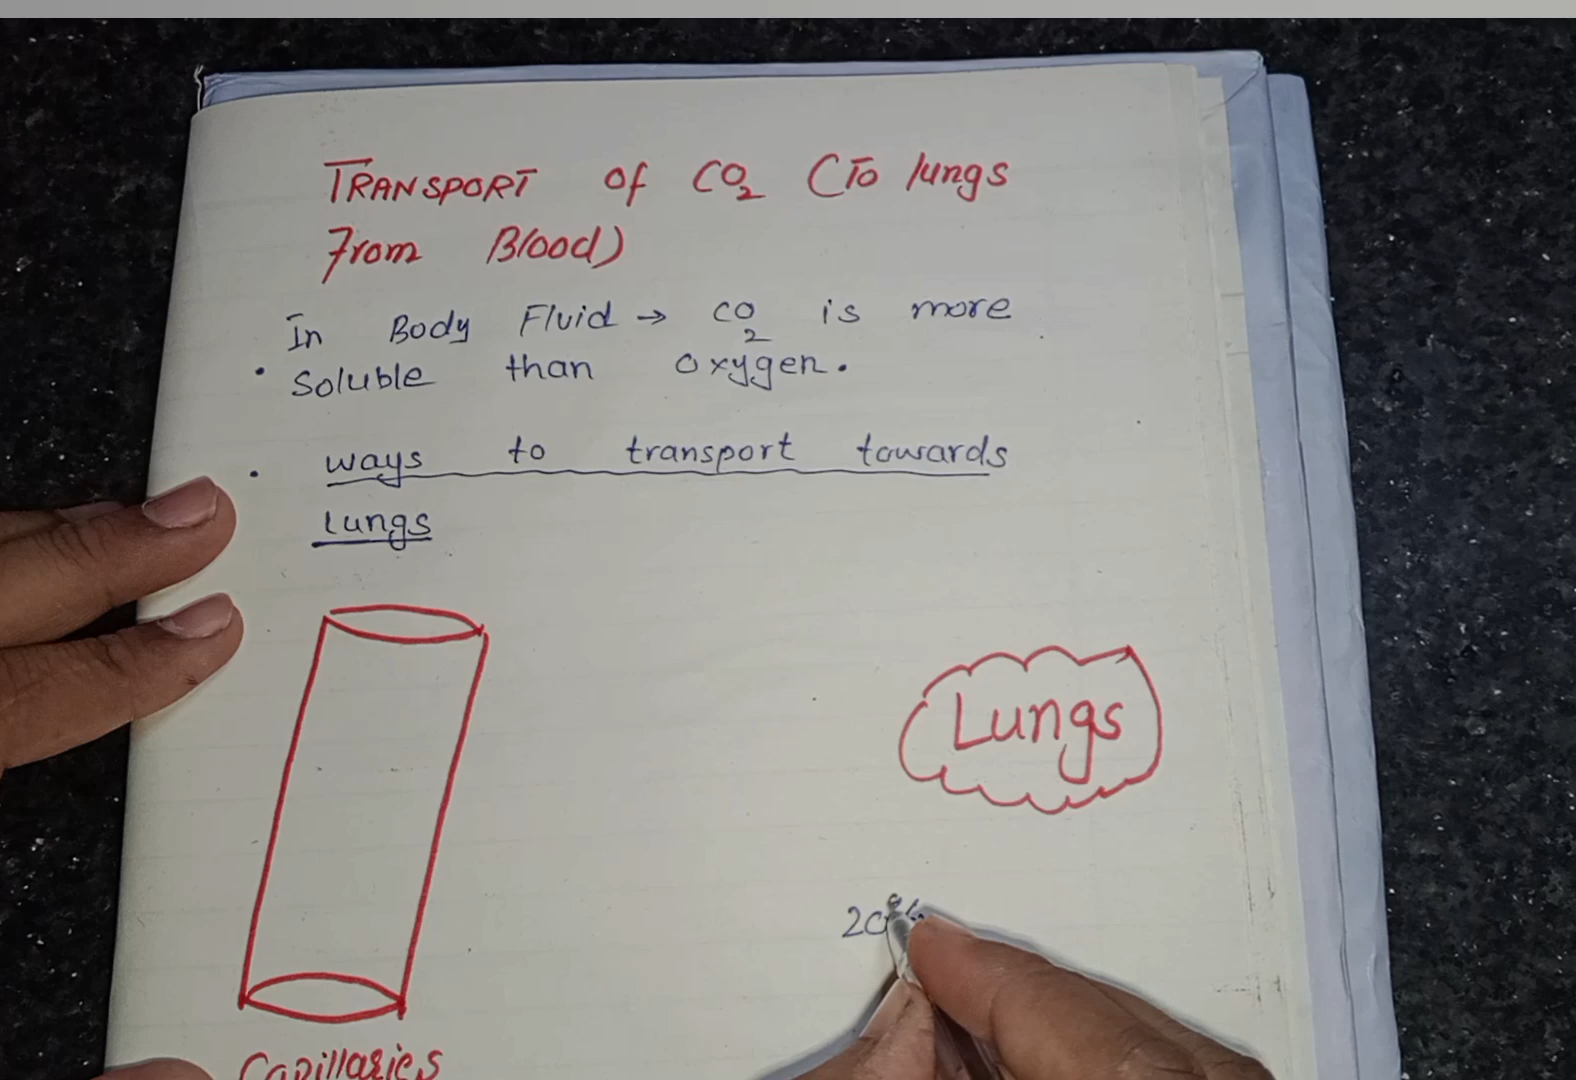 TRANSPORT of CO2 (To lungs
From Blood)
In Body Fluid → CO2 is more
• Soluble than oxygen.
• ways to transport towards
lungs
Lungs
Capillaries